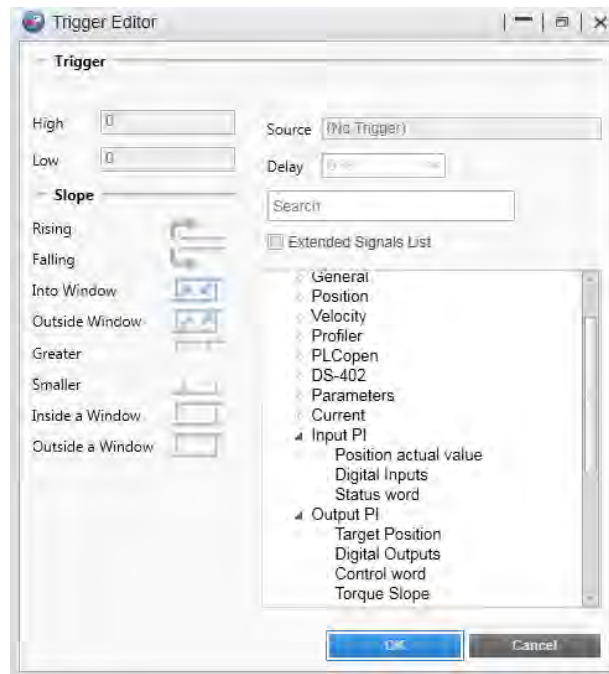 Trigger Editor
Trigger
High 0
Low 0
Source (No Trigger)
Delay
Search
Extended Signals List
Slope
Rising
Falling
Into Window
Outside Window
Greater
Smaller
Inside a Window
Outside a Window
General
Position
Velocity
Profiler
PLCopen
DS-402
Parameters
Current
Input PI
Position actual value
Digital Inputs
Status word
Output PI
Target Position
Digital Outputs
Control word
Torque Slope
OK
Cancel